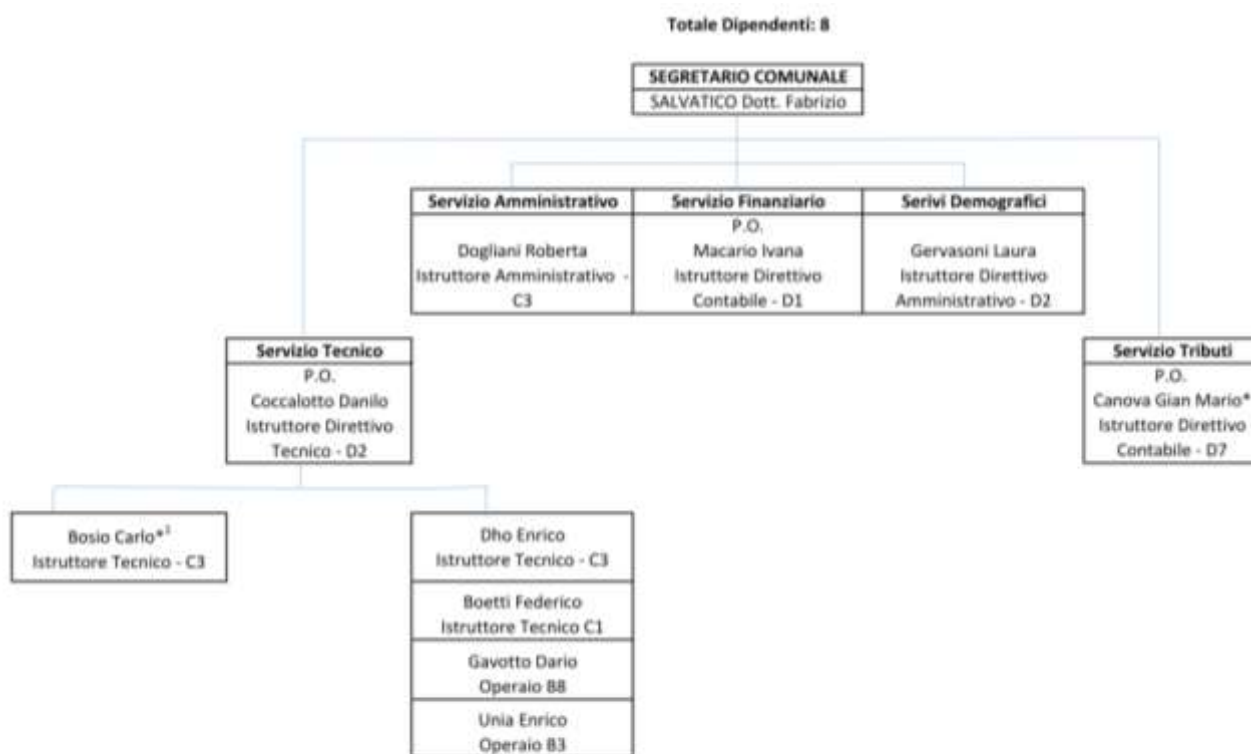 Totale Dipendenti: 8
SEGRETARIO COMUNALE
SALVATICO Dott. Fabrizio
Servizio Amministrativo
Dogliani Roberta
Istruttore Amministrativo -
C3
Servizio Finanziario
P.O.
Macario Ivana
Istruttore Direttivo
Contabile - D1
Serivi Demografici
Gervasoni Laura
Istruttore Direttivo
Amministrativo - D2
Servizio Tecnico
P.O.
Coccalotto Danilo
Istruttore Direttivo
Tecnico - D2
Servizio Tributi
P.O.
Canova Gian Mario*
Istruttore Direttivo
Contabile - D7
Bosio Carlo*¹
Istruttore Tecnico - C3
Dho Enrico
Istruttore Tecnico - C3
Boetti Federico
Istruttore Tecnico C1
Gavotto Dario
Operaio B8
Unia Enrico
Operaio B3